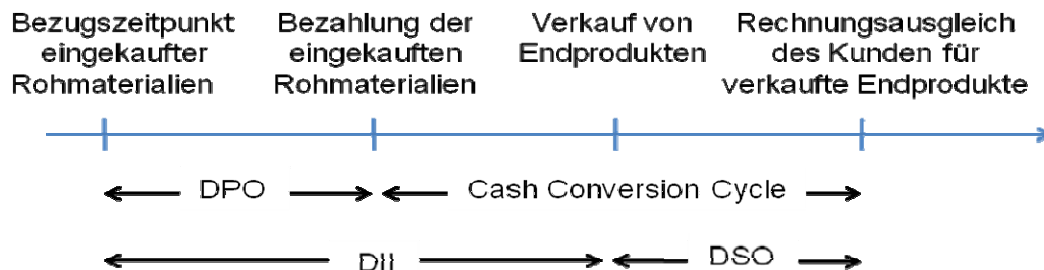 Bezugszeitpunkt
eingekaufter
Rohmaterialien
Bezahlung der
eingekauften
Rohmaterialien
Verkauf von
Endprodukten
Rechnungsausgleich
des Kunden für
verkaufte Endprodukte
DPO
Cash Conversion Cycle
DII
DSO